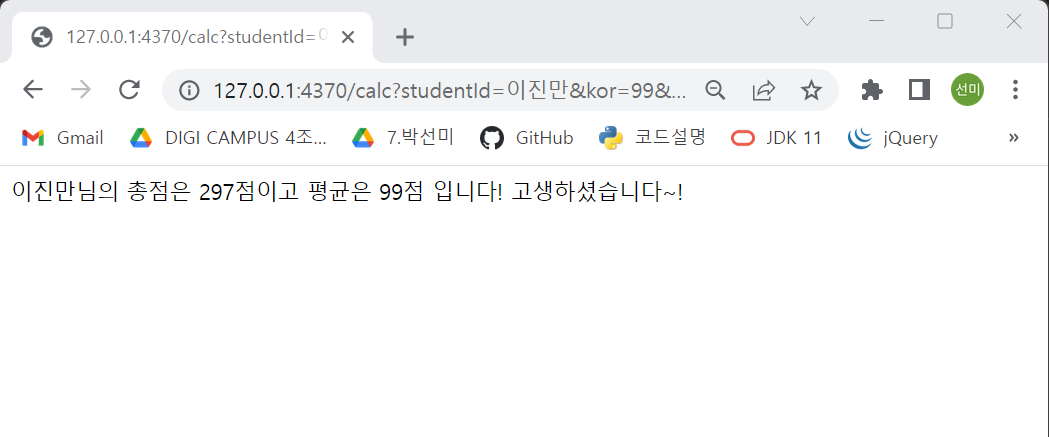 127.0.0.1:4370/calc?studentId=
127.0.0.1:4370/calc?studentId=이진만&kor=99&...
선미
Gmail
DIGI CAMPUS 4조...
7.박선미
GitHub
코드설명
JDK 11
jQuery
»
이진만님의 총점은 297점이고 평균은 99점 입니다! 고생하셨습니다~!